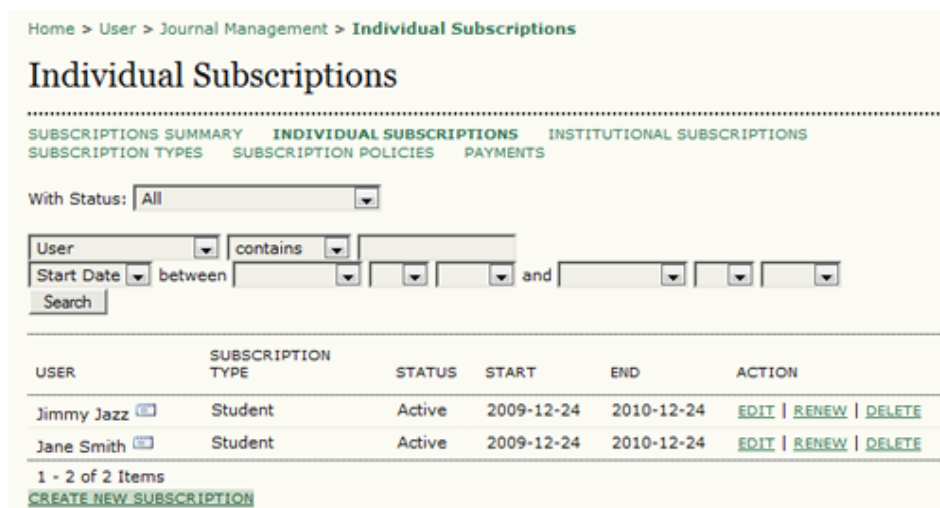 Home > User > Journal Management > Individual Subscriptions
Individual Subscriptions
SUBSCRIPTIONS SUMMARY INDIVIDUAL SUBSCRIPTIONS INSTITUTIONAL SUBSCRIPTIONS
SUBSCRIPTION TYPES SUBSCRIPTION POLICIES PAYMENTS
With Status: All
User contains
Start Date between and
Search
USER SUBSCRIPTION TYPE STATUS START END ACTION
Jimmy Jazz Student Active 2009-12-24 2010-12-24 EDIT | RENEW | DELETE
Jane Smith Student Active 2009-12-24 2010-12-24 EDIT | RENEW | DELETE
1 - 2 of 2 Items
CREATE NEW SUBSCRIPTION